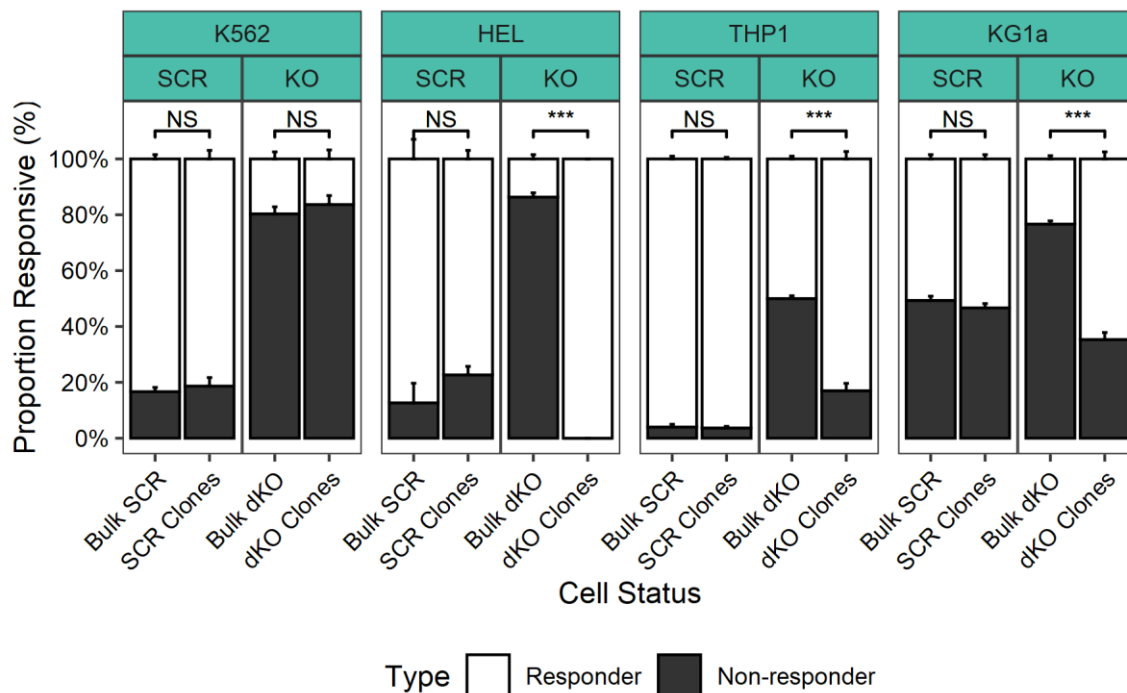 K562 HEL THP1 KG1a
SCR KO SCR KO SCR KO SCR KO
NS NS NS *** NS *** NS ***
Proportion Responsive (%)
100%
80%
60%
40%
20%
0%
Bulk SCR SCR Clones Bulk dKO dKO Clones Bulk SCR SCR Clones Bulk dKO dKO Clones Bulk SCR SCR Clones Bulk dKO dKO Clones Bulk SCR SCR Clones Bulk dKO dKO Clones
Cell Status
Type Responder Non-responder